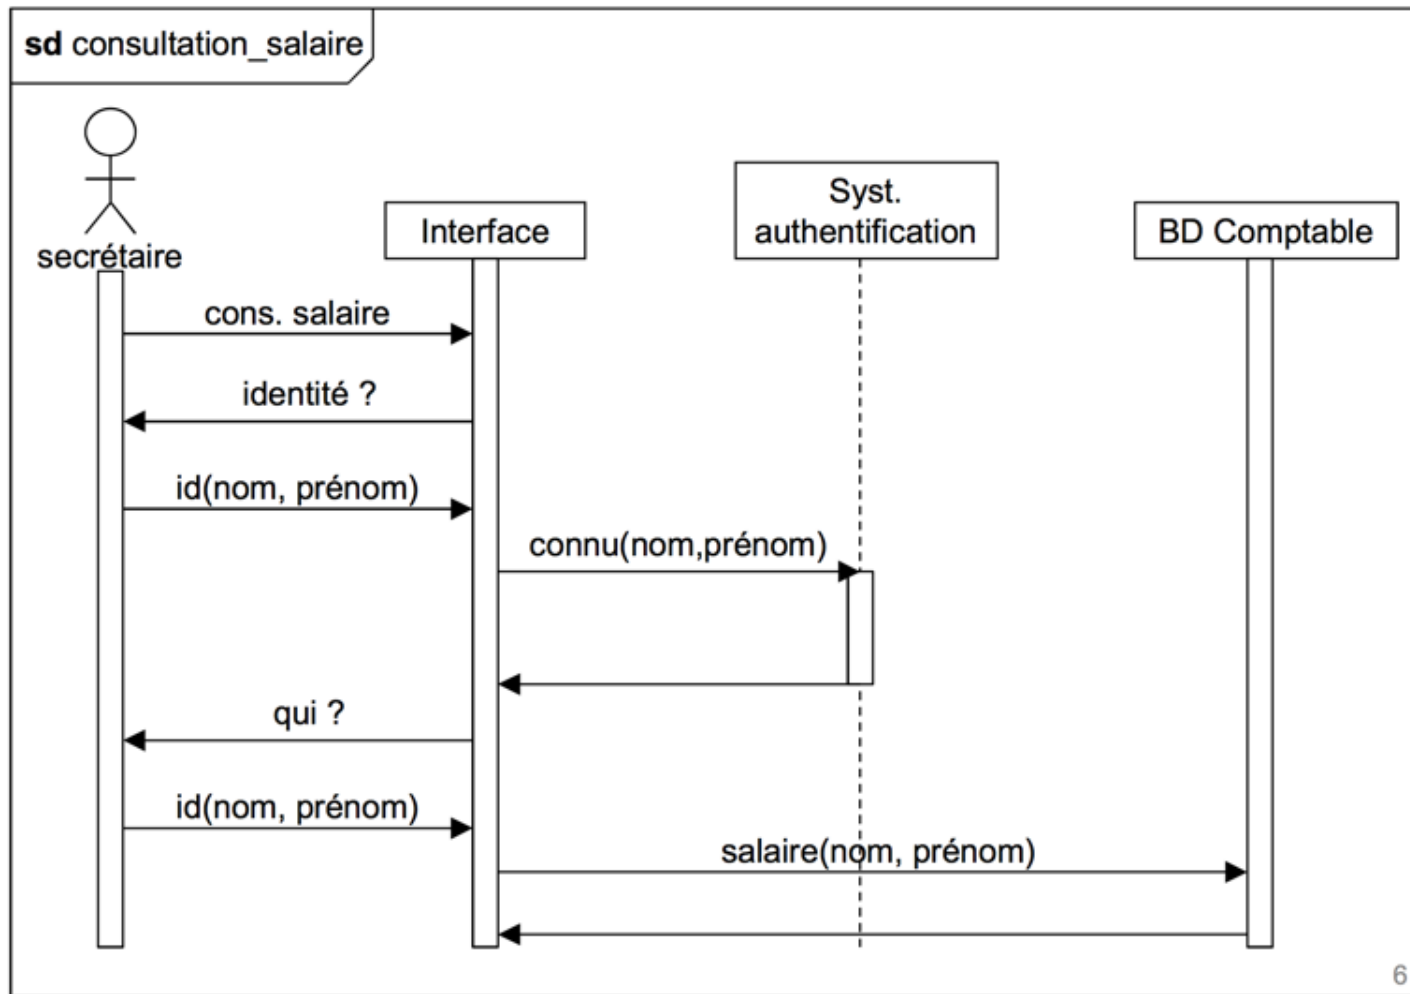 sd consultation_salaire
Syst.
authentification
Interface
BD Comptable
secrétaire
cons. salaire
identité ?
id(nom, prénom)
connu(nom,prénom)
qui ?
id(nom, prénom)
salaire(nom, prénom)
6